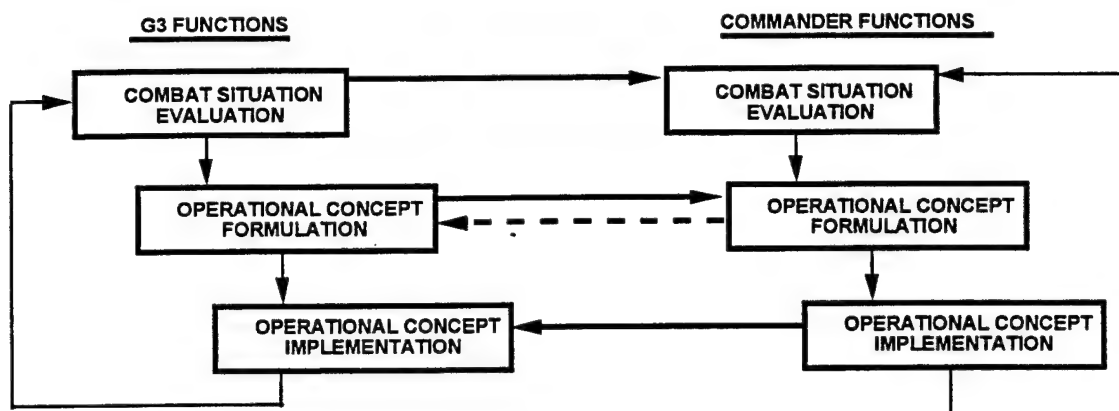 G3 FUNCTIONS
COMMANDER FUNCTIONS
COMBAT SITUATION
EVALUATION
COMBAT SITUATION
EVALUATION
OPERATIONAL CONCEPT
FORMULATION
OPERATIONAL CONCEPT
FORMULATION
OPERATIONAL CONCEPT
IMPLEMENTATION
OPERATIONAL CONCEPT
IMPLEMENTATION